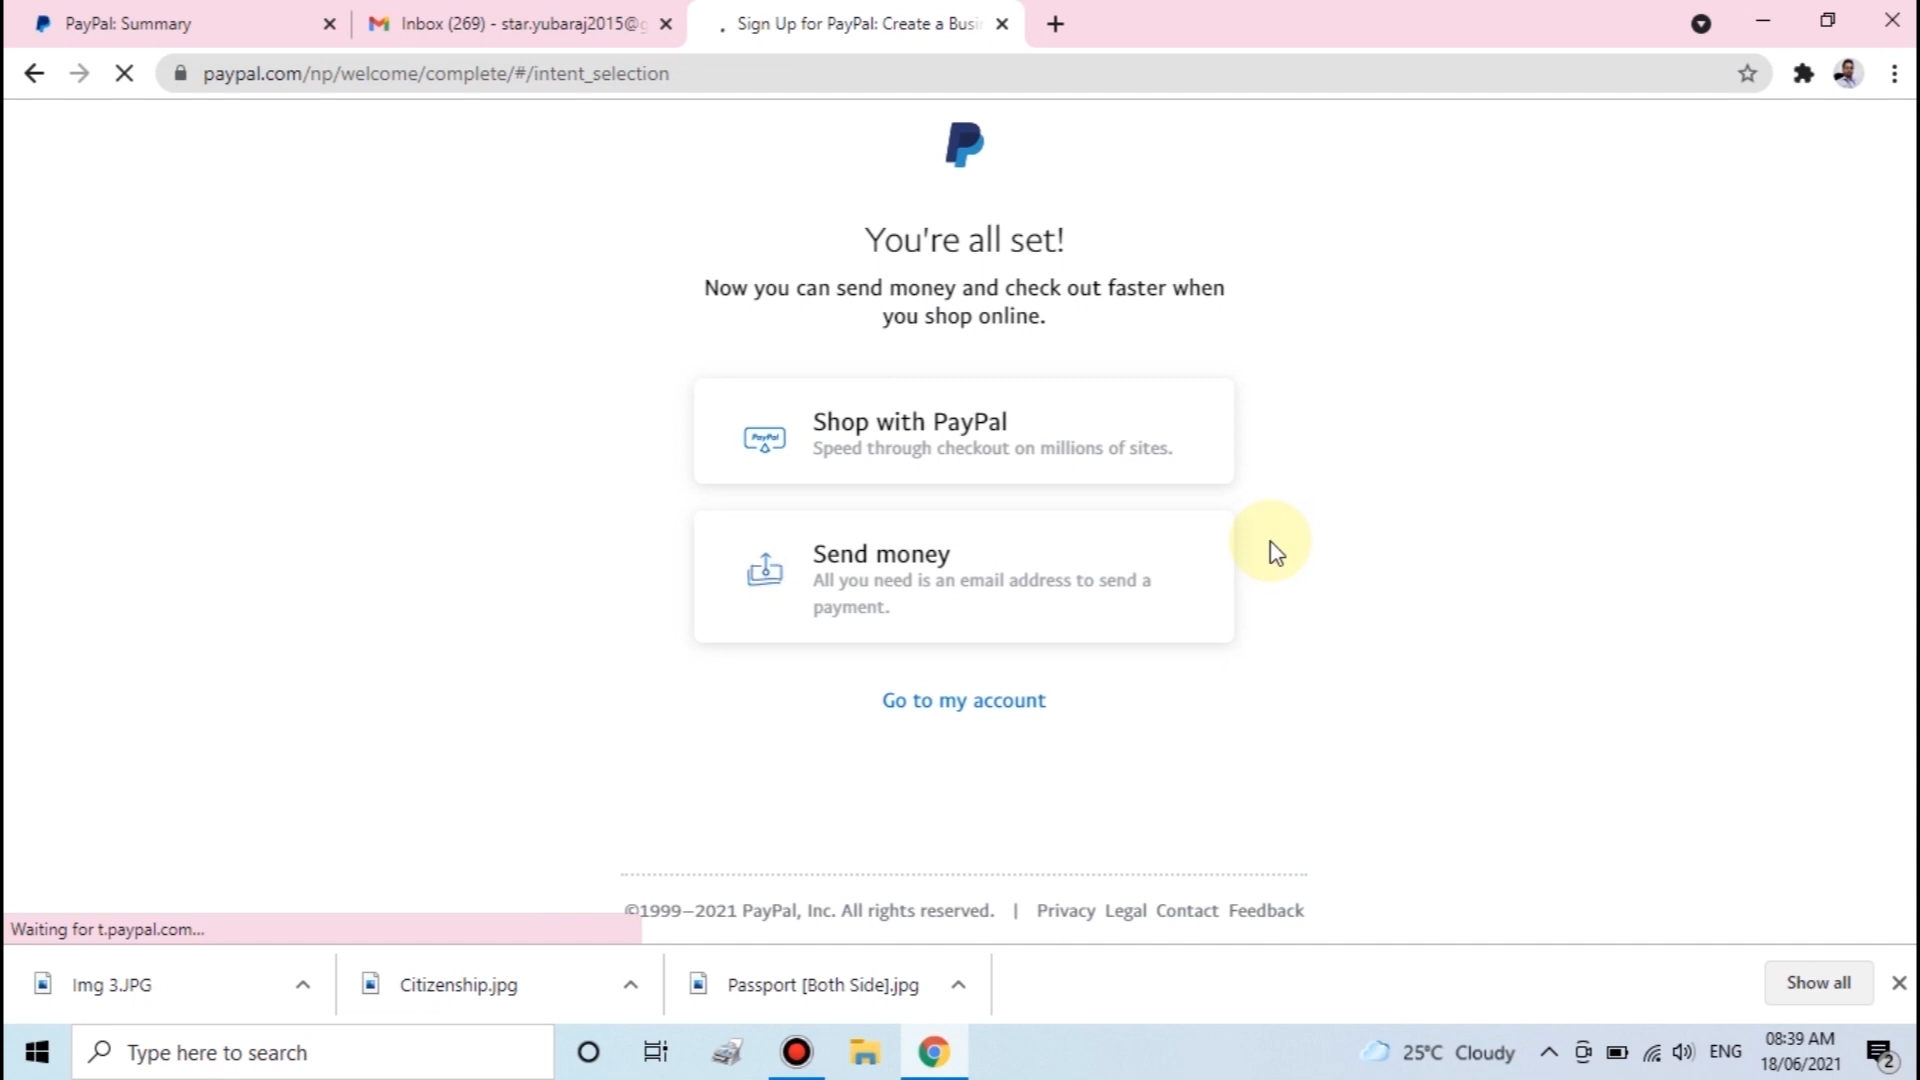 PayPal: Summary
Inbox (269) - star.yubaraj2015@g
Sign Up for PayPal: Create a Busi
paypal.com/np/welcome/complete/#/intent_selection
You're all set!
Now you can send money and check out faster when
you shop online.
PayPal
Shop with PayPal
Speed through checkout on millions of sites.
Send money
All you need is an email address to send a
payment.
Go to my account
©1999–2021 PayPal, Inc. All rights reserved. | Privacy Legal Contact Feedback
Waiting for t.paypal.com...
Img 3.JPG
Citizenship.jpg
Passport [Both Side].jpg
Show all
Type here to search
25°C Cloudy
ENG
08:39 AM
18/06/2021
2